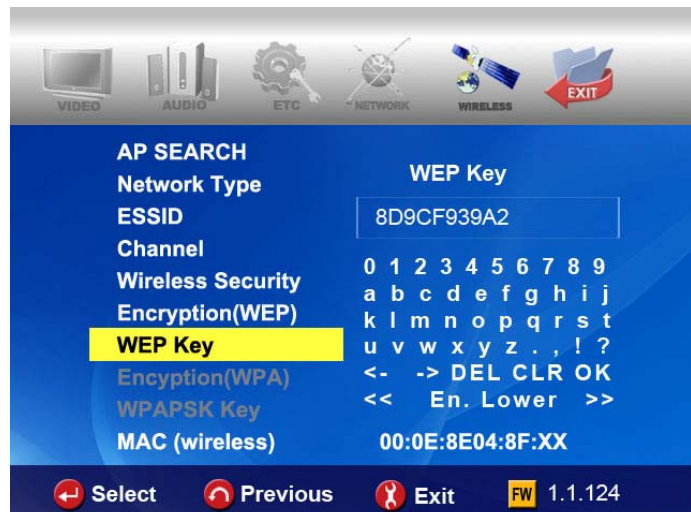 VIDEO
AUDIO
ETC
NETWORK
WIRELESS
EXIT
AP SEARCH
Network Type
ESSID
Channel
Wireless Security
Encryption(WEP)
WEP Key
Encyption(WPA)
WPAPSK Key
MAC (wireless)
WEP Key
8D9CF939A2
0 1 2 3 4 5 6 7 8 9
a b c d e f g h i j
k l m n o p q r s t
u v w x y z . , ! ?
<- -> DEL CLR OK
<< En. Lower >>
00:0E:8E04:8F:XX
Select
Previous
Exit
FW 1.1.124